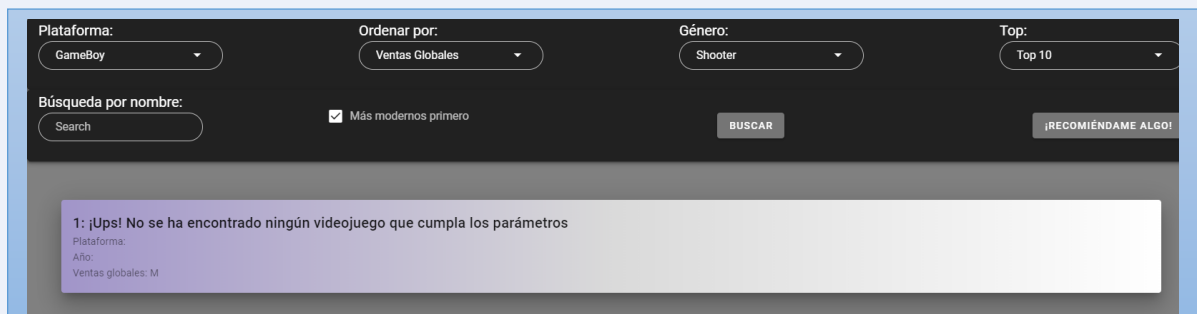 Plataforma: Ordenar por: Género: Top:
GameBoy Ventas Globales Shooter Top 10
Búsqueda por nombre:
Search Más modernos primero BUSCAR ¡RECOMIÉNDAME ALGO!
1: ¡Ups! No se ha encontrado ningún videojuego que cumpla los parámetros
Plataforma:
Año:
Ventas globales: M